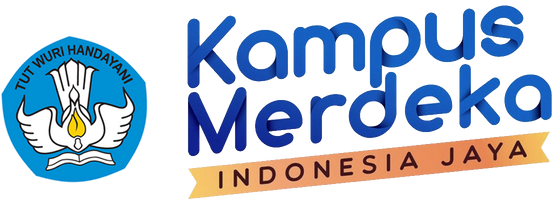 TUT WURI HANDAYANI
Kampus
Merdeka
INDONESIA JAYA